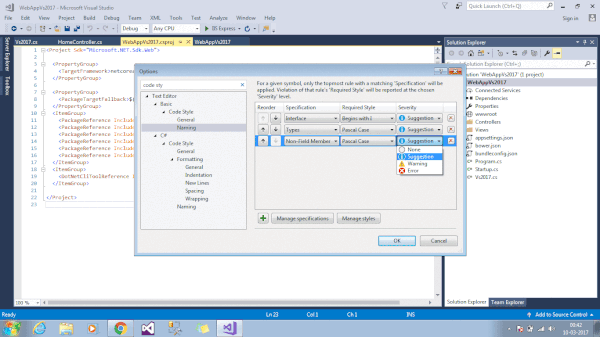 WebAppVs2017 - Microsoft Visual Studio
Quick Launch (Ctrl+Q)
File Edit View Project Build Debug Team XML Tools Test Analyze Window Help
Sign in
Debug Any CPU IIS Express
Vs2017.cs HomeController.cs WebAppVs2017.csproj WebAppVs2017
Server Explorer
Toolbox
<Project Sdk="Microsoft.NET.Sdk.Web">
<PropertyGroup>
<TargetFramework>netcore
</PropertyGroup>
<PropertyGroup>
<PackageTargetFallback>$(
</PropertyGroup>
<ItemGroup>
<PackageReference Include
<PackageReference Include
<PackageReference Include
<PackageReference Include
</ItemGroup>
<ItemGroup>
<DotNetCliToolReference
</ItemGroup>
</Project>
Options
code sty
Text Editor
Basic
Code Style
General
Naming
C#
Code Style
General
Formatting
General
Indentation
New Lines
Spacing
Wrapping
Naming
For a given symbol, only the topmost rule with a matching 'Specification' will be
applied. Violation of that rule's 'Required Style' will be reported at the chosen
'Severity' level.
Reorder Specification Required Style Severity
Interface Begins with I Suggestion
Types Pascal Case Suggestion
Non-Field Member Pascal Case Suggestion
None
Suggestion
Warning
Error
Manage specifications Manage styles
OK Cancel
Solution Explorer
Search Solution Explorer (Ctrl+;)
Solution 'WebAppVs2017' (1 project)
WebAppVs2017
Connected Services
Dependencies
Properties
wwwroot
Controllers
Views
appsettings.json
bower.json
bundleconfig.json
Program.cs
Startup.cs
Vs2017.cs
Solution Explorer Team Explorer
100 %
Ready Ln 23 Col 1 Ch 1 INS Add to Source Control
00:42
10-03-2017